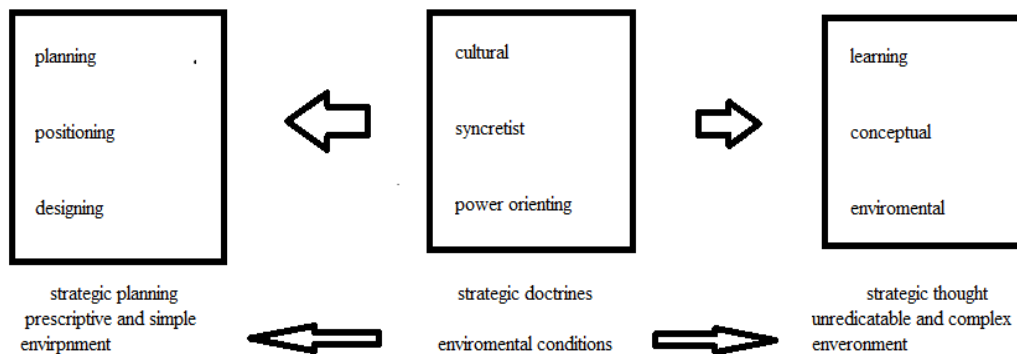 planning
positioning
designing
cultural
syncretist
power orienting
learning
conceptual
enviromental
strategic planning
prescriptive and simple
envirpnment
strategic doctrines
enviromental conditions
strategic thought
unredicatable and complex
enveronment